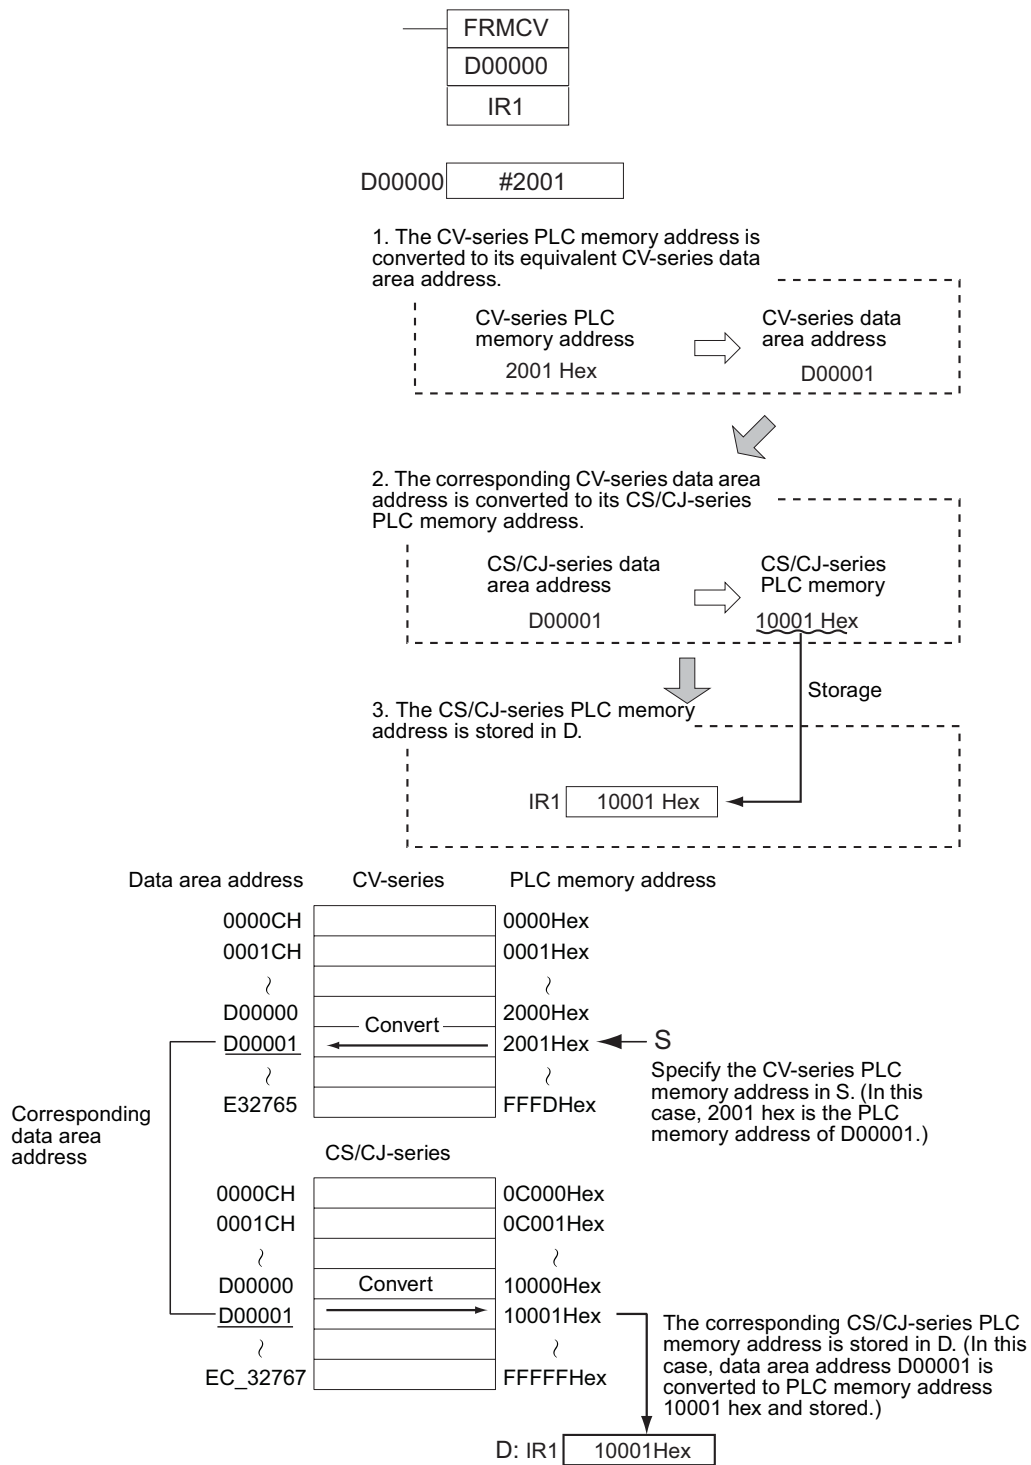 FRMCV
D00000
IR1
D00000 #2001
1. The CV-series PLC memory address is
converted to its equivalent CV-series data
area address.
CV-series PLC
memory address
2001 Hex
CV-series data
area address
D00001
2. The corresponding CV-series data area
address is converted to its CS/CJ-series
PLC memory address.
CS/CJ-series data
area address
D00001
CS/CJ-series
PLC memory
10001 Hex
Storage
3. The CS/CJ-series PLC memory
address is stored in D.
IR1 10001 Hex
Data area address CV-series PLC memory address
0000CH 0000Hex
0001CH 0001Hex
~ ~
D00000 2000Hex
D00001 Convert 2001Hex S
~ ~
E32765 FFFDHex
Specify the CV-series PLC
memory address in S. (In this
case, 2001 hex is the PLC
memory address of D00001.)
Corresponding
data area
address
CS/CJ-series
0000CH 0C000Hex
0001CH 0C001Hex
~ ~
D00000 Convert 10000Hex
D00001 10001Hex
~ ~
EC_32767 FFFFFHex
The corresponding CS/CJ-series PLC
memory address is stored in D. (In this
case, data area address D00001 is
converted to PLC memory address
10001 hex and stored.)
D: IR1 10001Hex